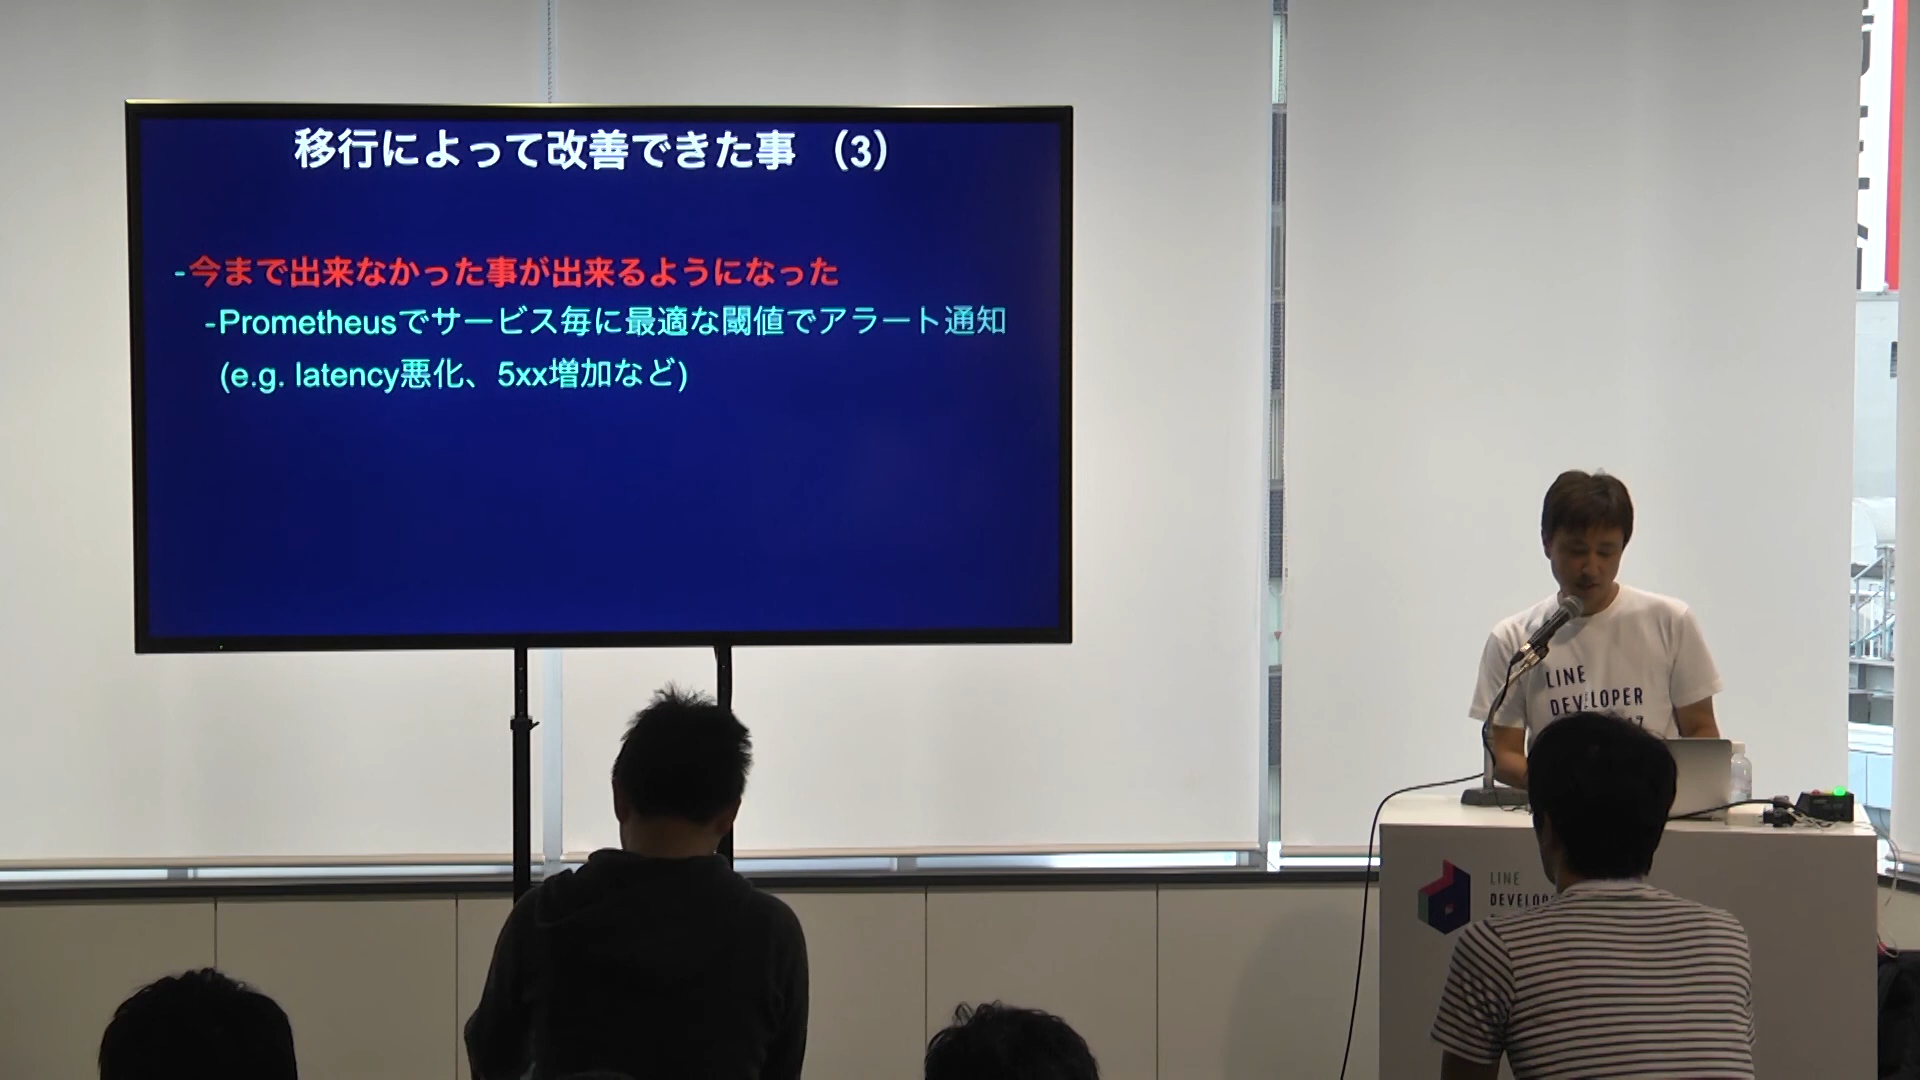 移行によって改善できた事 （3）
-今まで出来なかった事が出来るようになった
-Prometheusでサービス毎に最適な閾値でアラート通知
(e.g. latency悪化、5xx増加など)
LINE
DEVELOPER
LINE